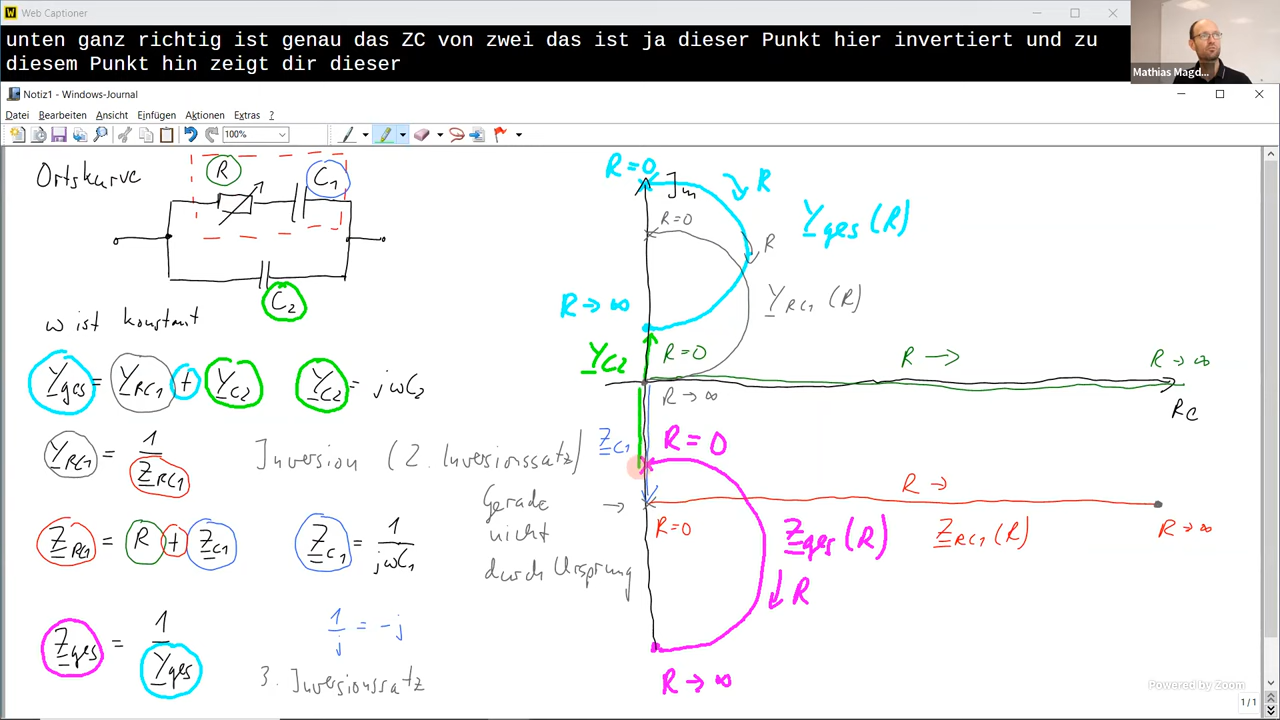 Web Captioner
unten ganz richtig ist genau das ZC von zwei das ist ja dieser Punkt hier invertiert und zu
diesem Punkt hin zeigt dir dieser
Mathias Magd...
Notiz1 - Windows-Journal
Datei Bearbeiten Ansicht Einfügen Aktionen Extras ?
100%
Ortskurve
R
C1
C2
ω ist konstant
Yges = YRC1 + YC2
YC2 = jωC2
YRC1 = 1/ZRC1
Inversion (2. Inversionssatz)
ZRC1 = R + ZC1
ZC1 = 1/jωC1
Gerade →
nicht
durch Ursprung
Zges = 1/Yges
1/j = -j
3. Inversionssatz
R=0
Jm
R
Yges(R)
R=0
R
YRC1(R)
R→∞
YC2
R=0
R →
R→∞
R→∞
Re
ZC1
R=0
R →
R=0
Zges(R)
ZRC1(R)
R→∞
R
R→∞
Powered by Zoom
1/1